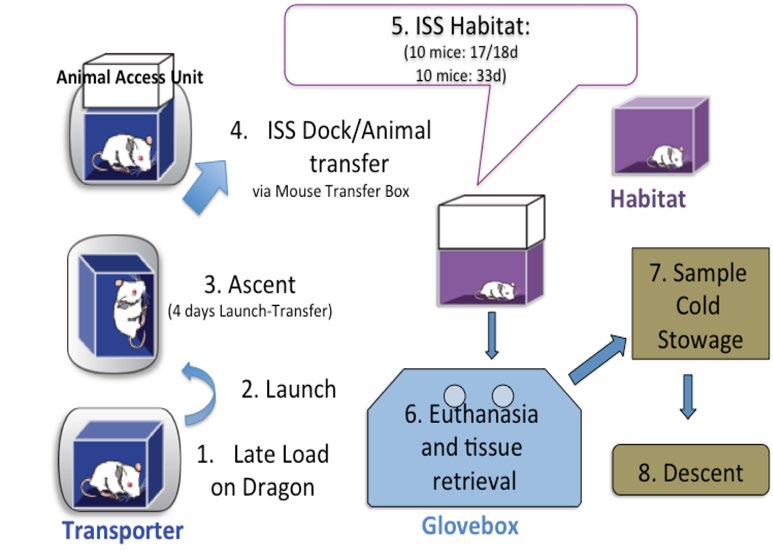 5. ISS Habitat:
(10 mice: 17/18d
10 mice: 33d)
Animal Access Unit
4. ISS Dock/Animal
transfer
via Mouse Transfer Box
Habitat
3. Ascent
(4 days Launch-Transfer)
7. Sample
Cold
Stowage
2. Launch
6. Euthanasia
and tissue
retrieval
1. Late Load
on Dragon
8. Descent
Transporter
Glovebox